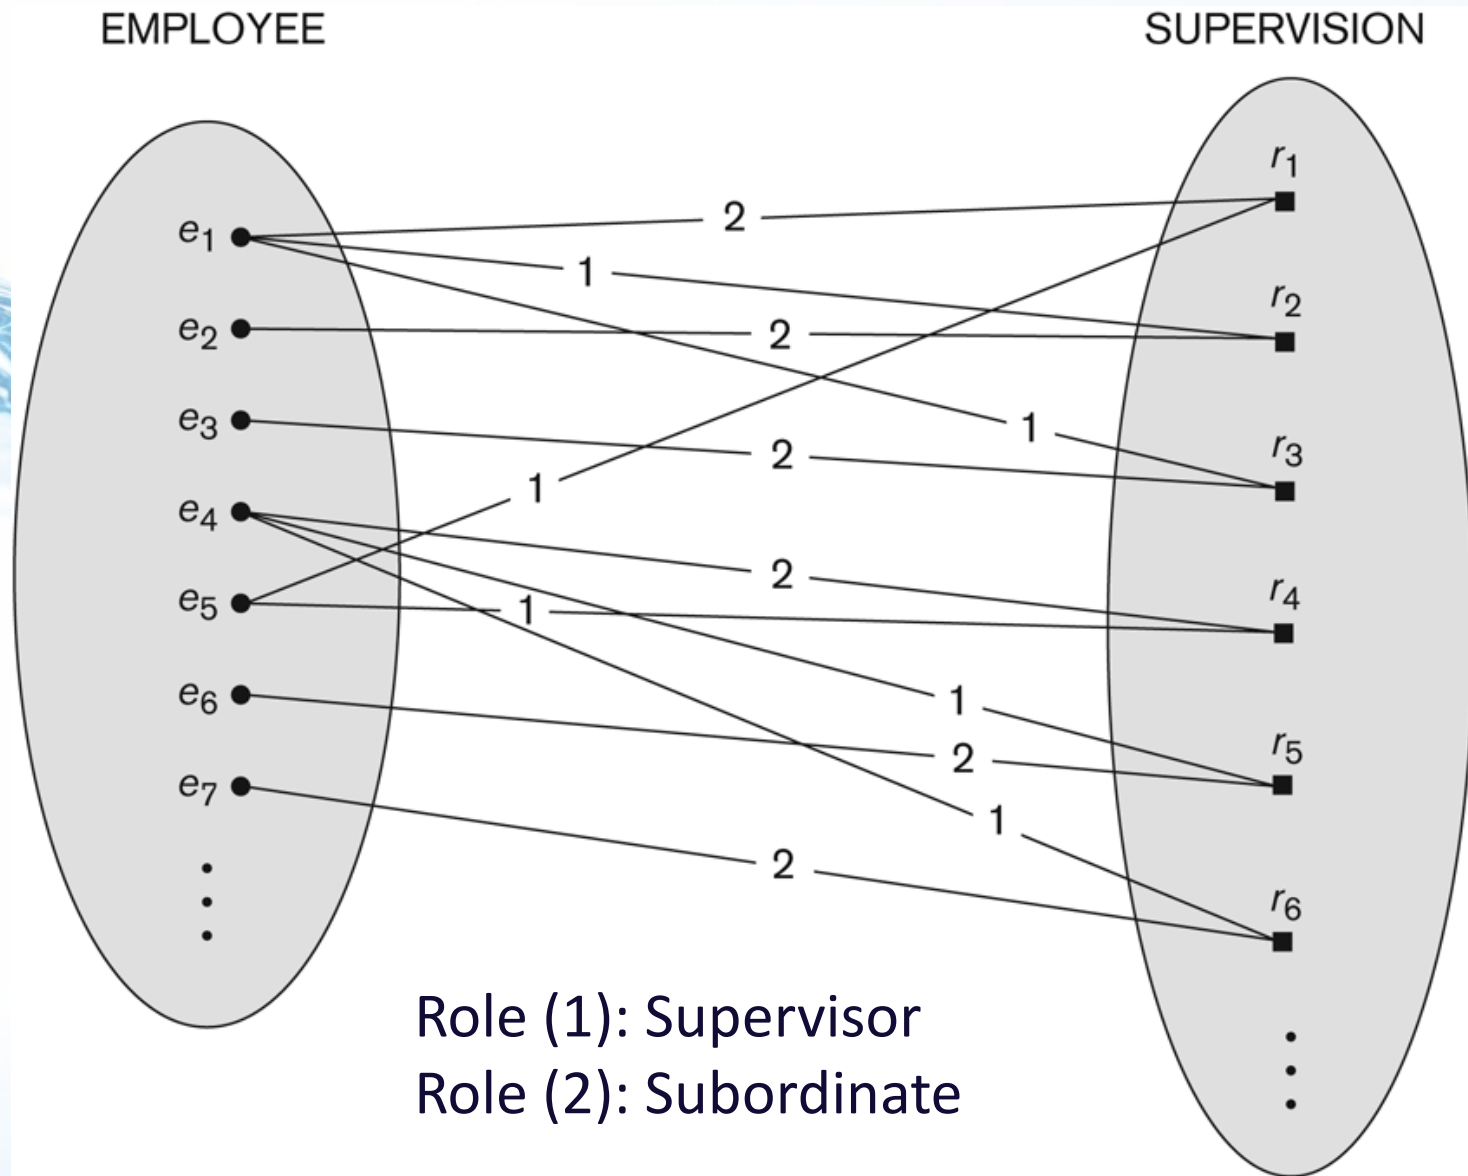 EMPLOYEE
SUPERVISION
r1
e1
2
1
r2
e2
2
e3
1
r3
2
1
e4
2
r4
e5
1
e6
1
r5
2
e7
1
2
r6
Role (1): Supervisor
Role (2): Subordinate